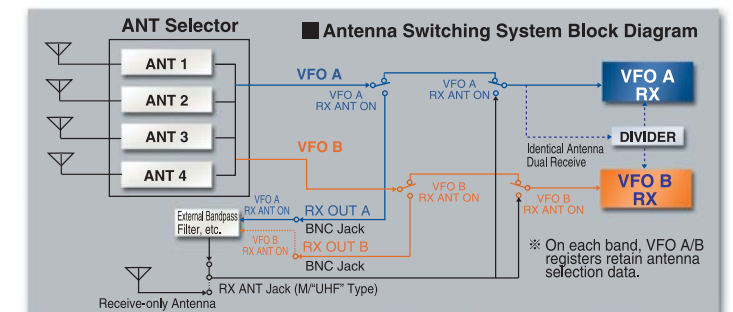 ANT Selector
■ Antenna Switching System Block Diagram
ANT 1
ANT 2
ANT 3
ANT 4
VFO A
VFO A
RX ANT ON
VFO A
RX ANT ON
VFO A
RX
DIVIDER
Identical Antenna
Dual Receive
VFO B
VFO B
RX ANT ON
VFO B
RX ANT ON
VFO B
RX
External Bandpass
Filter, etc.
VFO A
RX ANT ON
RX OUT A
BNC Jack
VFO B
RX ANT ON
RX OUT B
BNC Jack
RX ANT Jack (M/“UHF” Type)
Receive-only Antenna
※ On each band, VFO A/B
registers retain antenna
selection data.